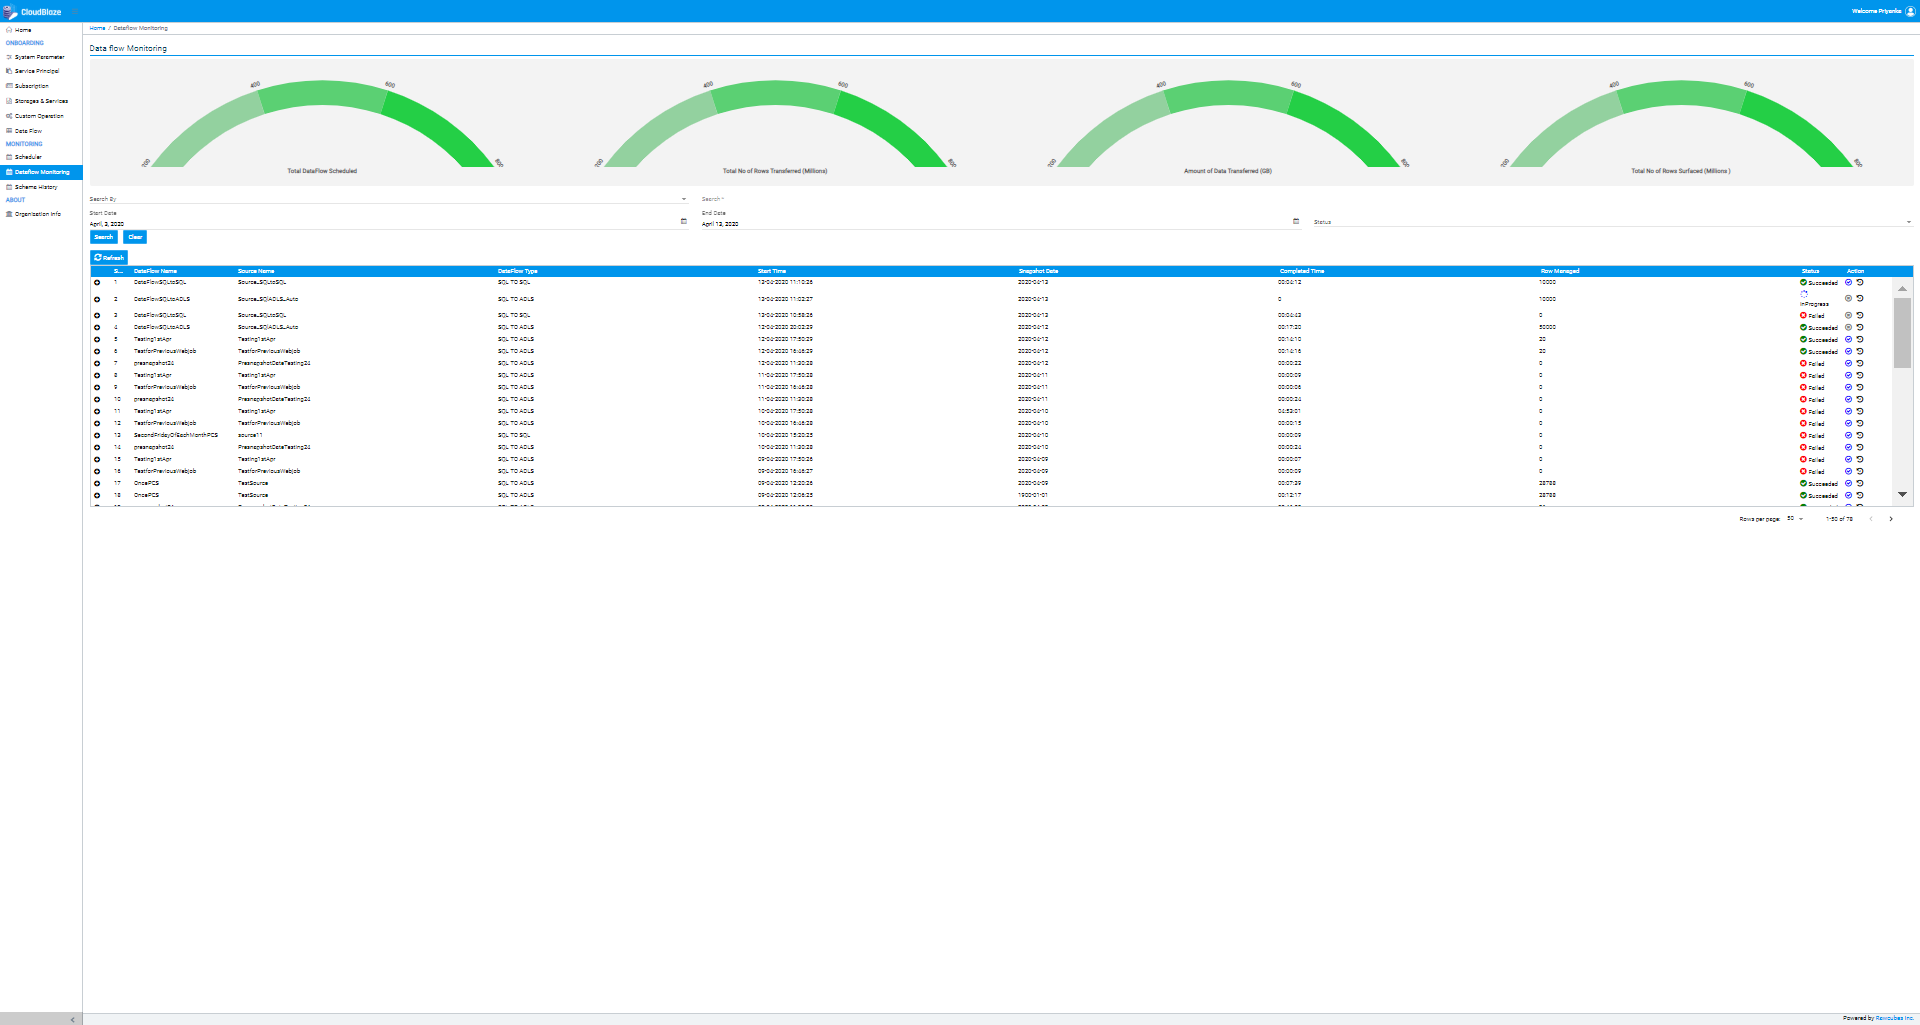 CloudBlaze
Welcome Priyanka
Home
ONBOARDING
System Parameter
Service Principal
Subscription
Storages & Services
Custom Operation
Data Flow
MONITORING
Scheduler
Dataflow Monitoring
Schema History
ABOUT
Organization Info
Home / Dataflow Monitoring
Data flow Monitoring
200 400 600 800
Total DataFlow Scheduled
200 400 600 800
Total No of Rows Transferred (Millions)
200 400 600 800
Amount of Data Transferred (GB)
200 400 600 800
Total No of Rows Surfaced (Millions )
Search By
Search *
Start Date
April, 3, 2020
End Date
April 13, 2020
Status
Search Clear
Refresh
S... DataFlow Name Source Name DataFlow Type Start Time Snapshot Date Completed Time Row Managed Status Action
1 DataFlowSQLtoSQL Source_SQLtoSQL SQL TO SQL 13-04-2020 11:10:26 2020-04-13 00:04:12 10000 Succeeded
2 DataFlowSQLtoADLS Source_SQlADLS_Auto SQL TO ADLS 13-04-2020 11:03:27 2020-04-13 0 10000 InProgress
3 DataFlowSQLtoSQL Source_SQLtoSQL SQL TO SQL 13-04-2020 10:58:26 2020-04-13 00:04:43 0 Failed
4 DataFlowSQLtoADLS Source_SQlADLS_Auto SQL TO ADLS 12-04-2020 20:02:29 2020-04-12 00:17:20 50000 Succeeded
5 Testing1stApr Testing1stApr SQL TO ADLS 12-04-2020 17:50:29 2020-04-12 00:14:10 20 Succeeded
6 TestforPreviousWebjob TestforPreviousWebjob SQL TO ADLS 12-04-2020 16:46:29 2020-04-12 00:14:16 20 Succeeded
7 presnapshot24 PresnapshotDataTesting24 SQL TO ADLS 12-04-2020 11:30:28 2020-04-12 00:00:22 0 Failed
8 Testing1stApr Testing1stApr SQL TO ADLS 11-04-2020 17:50:28 2020-04-11 00:00:09 0 Failed
9 TestforPreviousWebjob TestforPreviousWebjob SQL TO ADLS 11-04-2020 16:46:28 2020-04-11 00:00:06 0 Failed
10 presnapshot24 PresnapshotDataTesting24 SQL TO ADLS 11-04-2020 11:30:28 2020-04-11 00:00:24 0 Failed
11 Testing1stApr Testing1stApr SQL TO ADLS 10-04-2020 17:50:28 2020-04-10 04:53:01 0 Failed
12 TestforPreviousWebjob TestforPreviousWebjob SQL TO ADLS 10-04-2020 16:46:28 2020-04-10 00:00:15 0 Failed
13 SecondFridayOfEachMonthPCS source11 SQL TO SQL 10-04-2020 15:20:25 2020-04-10 00:00:09 0 Failed
14 presnapshot24 PresnapshotDataTesting24 SQL TO ADLS 10-04-2020 11:30:28 2020-04-10 00:00:24 0 Failed
15 Testing1stApr Testing1stApr SQL TO ADLS 09-04-2020 17:50:26 2020-04-09 00:00:07 0 Failed
16 TestforPreviousWebjob TestforPreviousWebjob SQL TO ADLS 09-04-2020 16:46:27 2020-04-09 00:00:09 0 Failed
17 OncePCS TestSource SQL TO ADLS 09-04-2020 12:20:26 2020-04-09 00:07:39 28788 Succeeded
18 OncePCS TestSource SQL TO ADLS 09-04-2020 12:06:25 1900-01-01 00:12:17 28788 Succeeded
Rows per page: 50 1-50 of 78
Powered by Rawcubes Inc.